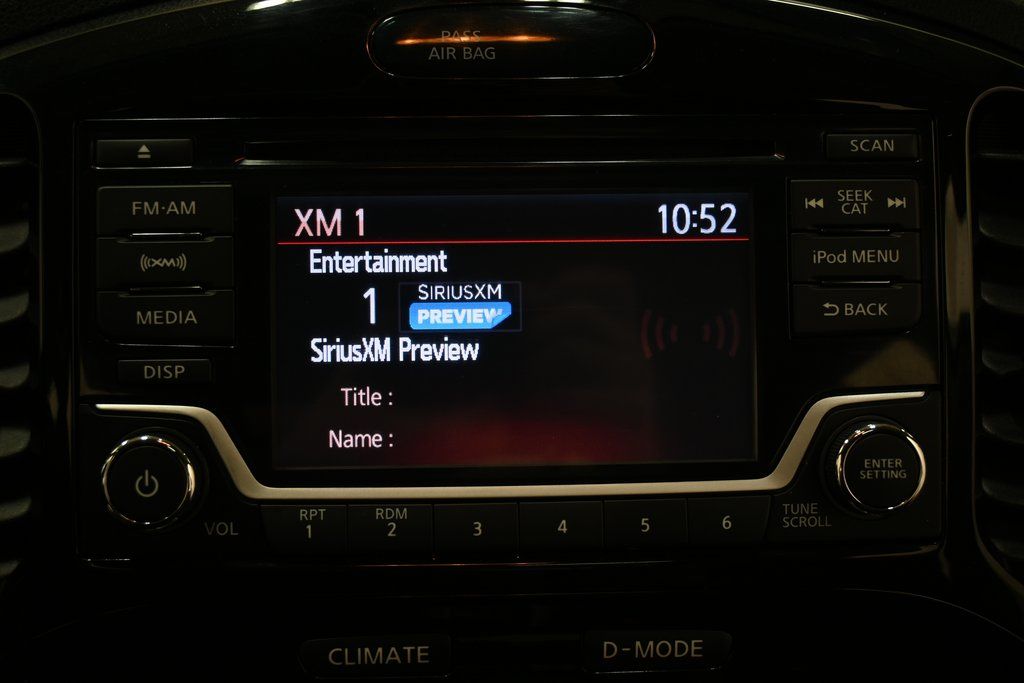 PASS
AIR BAG
SCAN
FM·AM
SEEK
CAT
XM 1
10:52
((XM))
iPod MENU
Entertainment
1
SIRIUSXM
PREVIEW
MEDIA
BACK
SiriusXM Preview
DISP
Title :
Name :
ENTER
SETTING
VOL
RPT
1
RDM
2
3
4
5
6
TUNE
SCROLL
CLIMATE
D-MODE